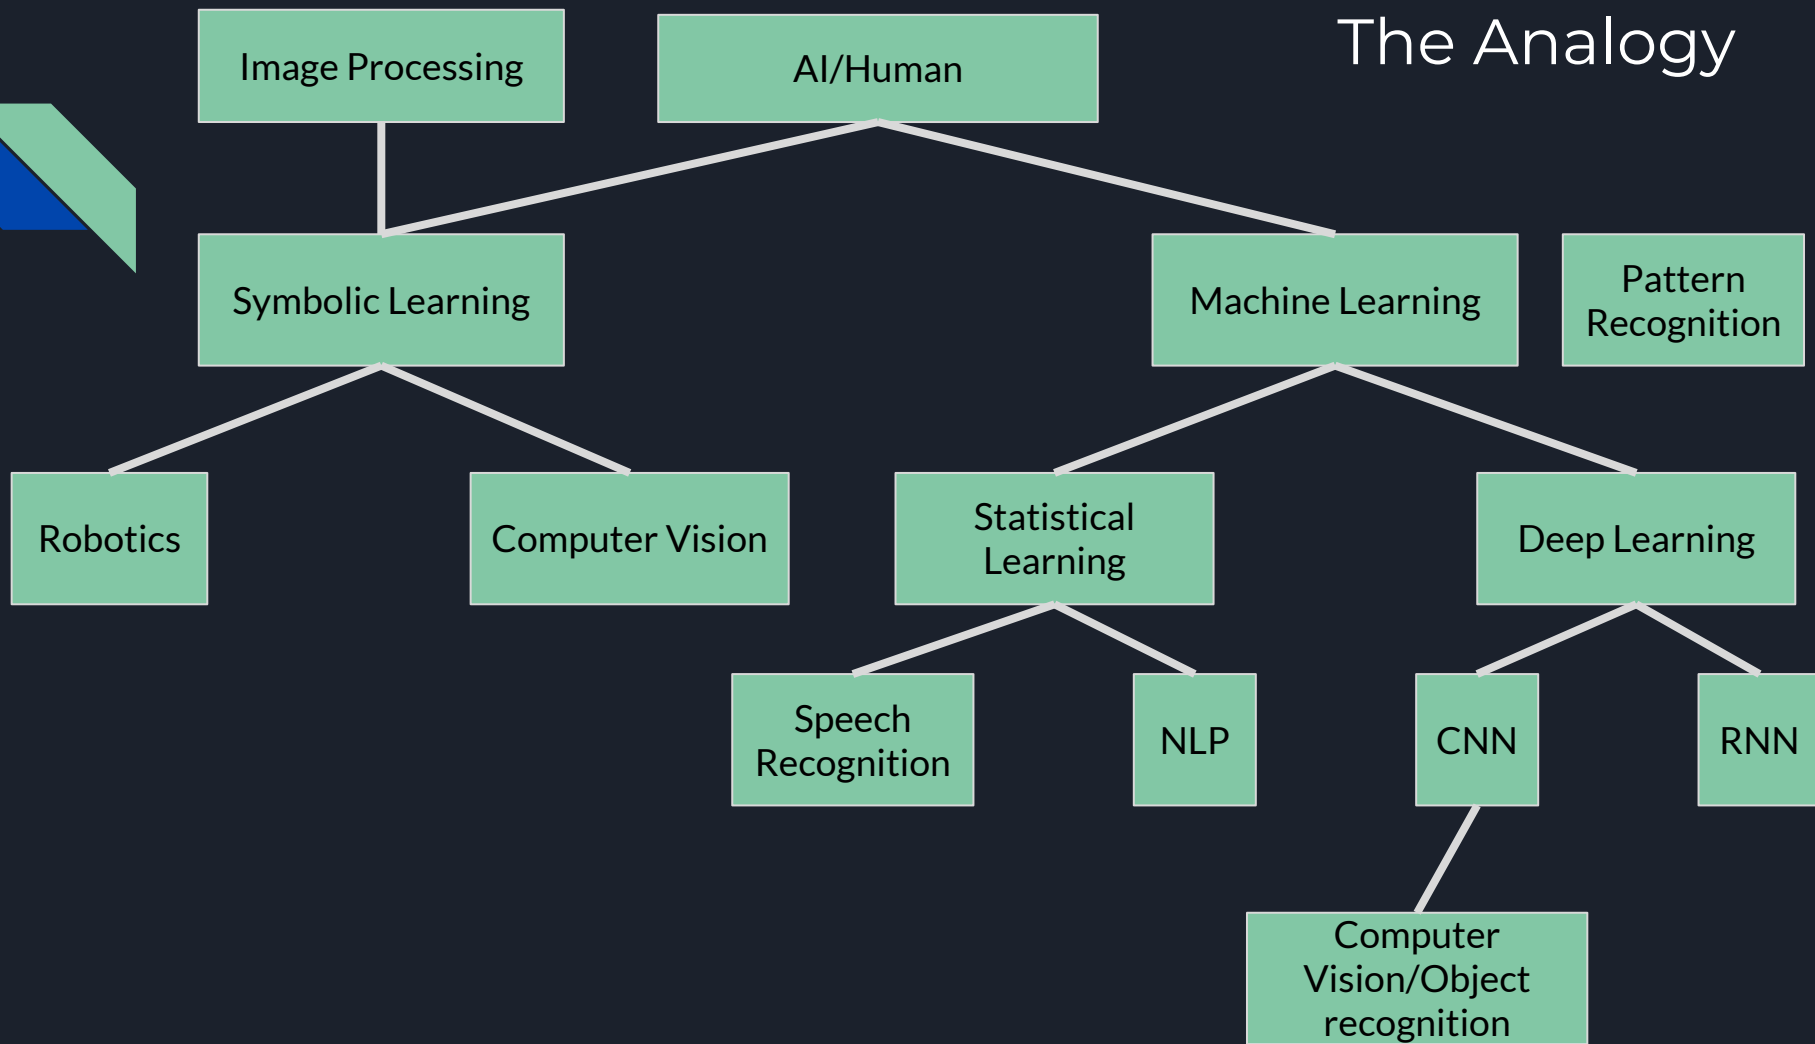 The Analogy
Image Processing
AI/Human
Symbolic Learning
Machine Learning
Pattern
Recognition
Robotics
Computer Vision
Statistical
Learning
Deep Learning
Speech
Recognition
NLP
CNN
RNN
Computer
Vision/Object
recognition